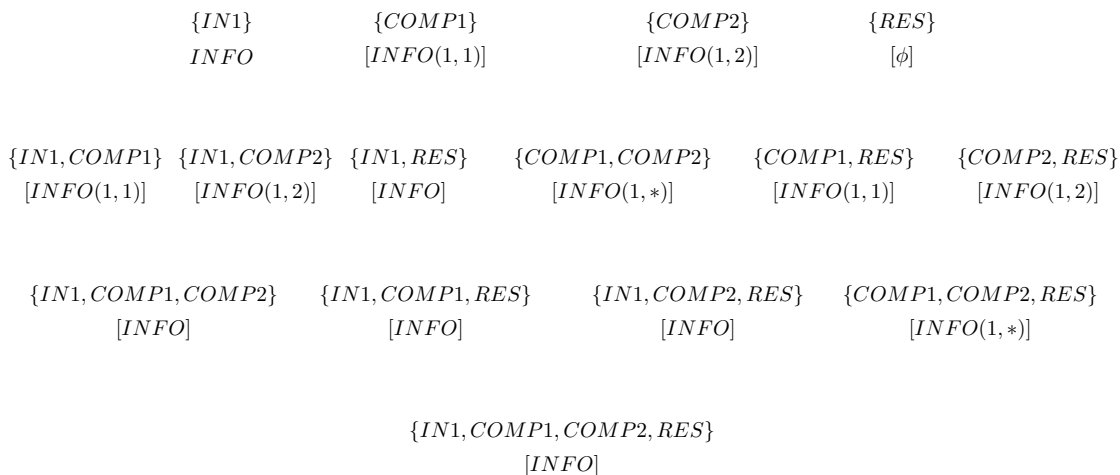 {IN1} {COMP1} {COMP2} {RES}
INFO [INFO(1, 1)] [INFO(1, 2)] [ϕ]
{IN1, COMP1} {IN1, COMP2} {IN1, RES} {COMP1, COMP2} {COMP1, RES} {COMP2, RES}
[INFO(1, 1)] [INFO(1, 2)] [INFO] [INFO(1, ∗)] [INFO(1, 1)] [INFO(1, 2)]
{IN1, COMP1, COMP2} {IN1, COMP1, RES} {IN1, COMP2, RES} {COMP1, COMP2, RES}
[INFO] [INFO] [INFO] [INFO(1, ∗)]
{IN1, COMP1, COMP2, RES}
[INFO]